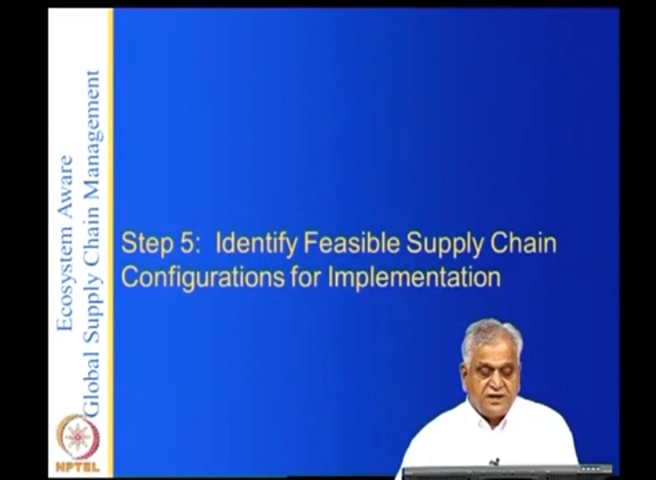 Ecosystem Aware
Global Supply Chain Management
Step 5: Identify Feasible Supply Chain
Configurations for Implementation
NPTEL